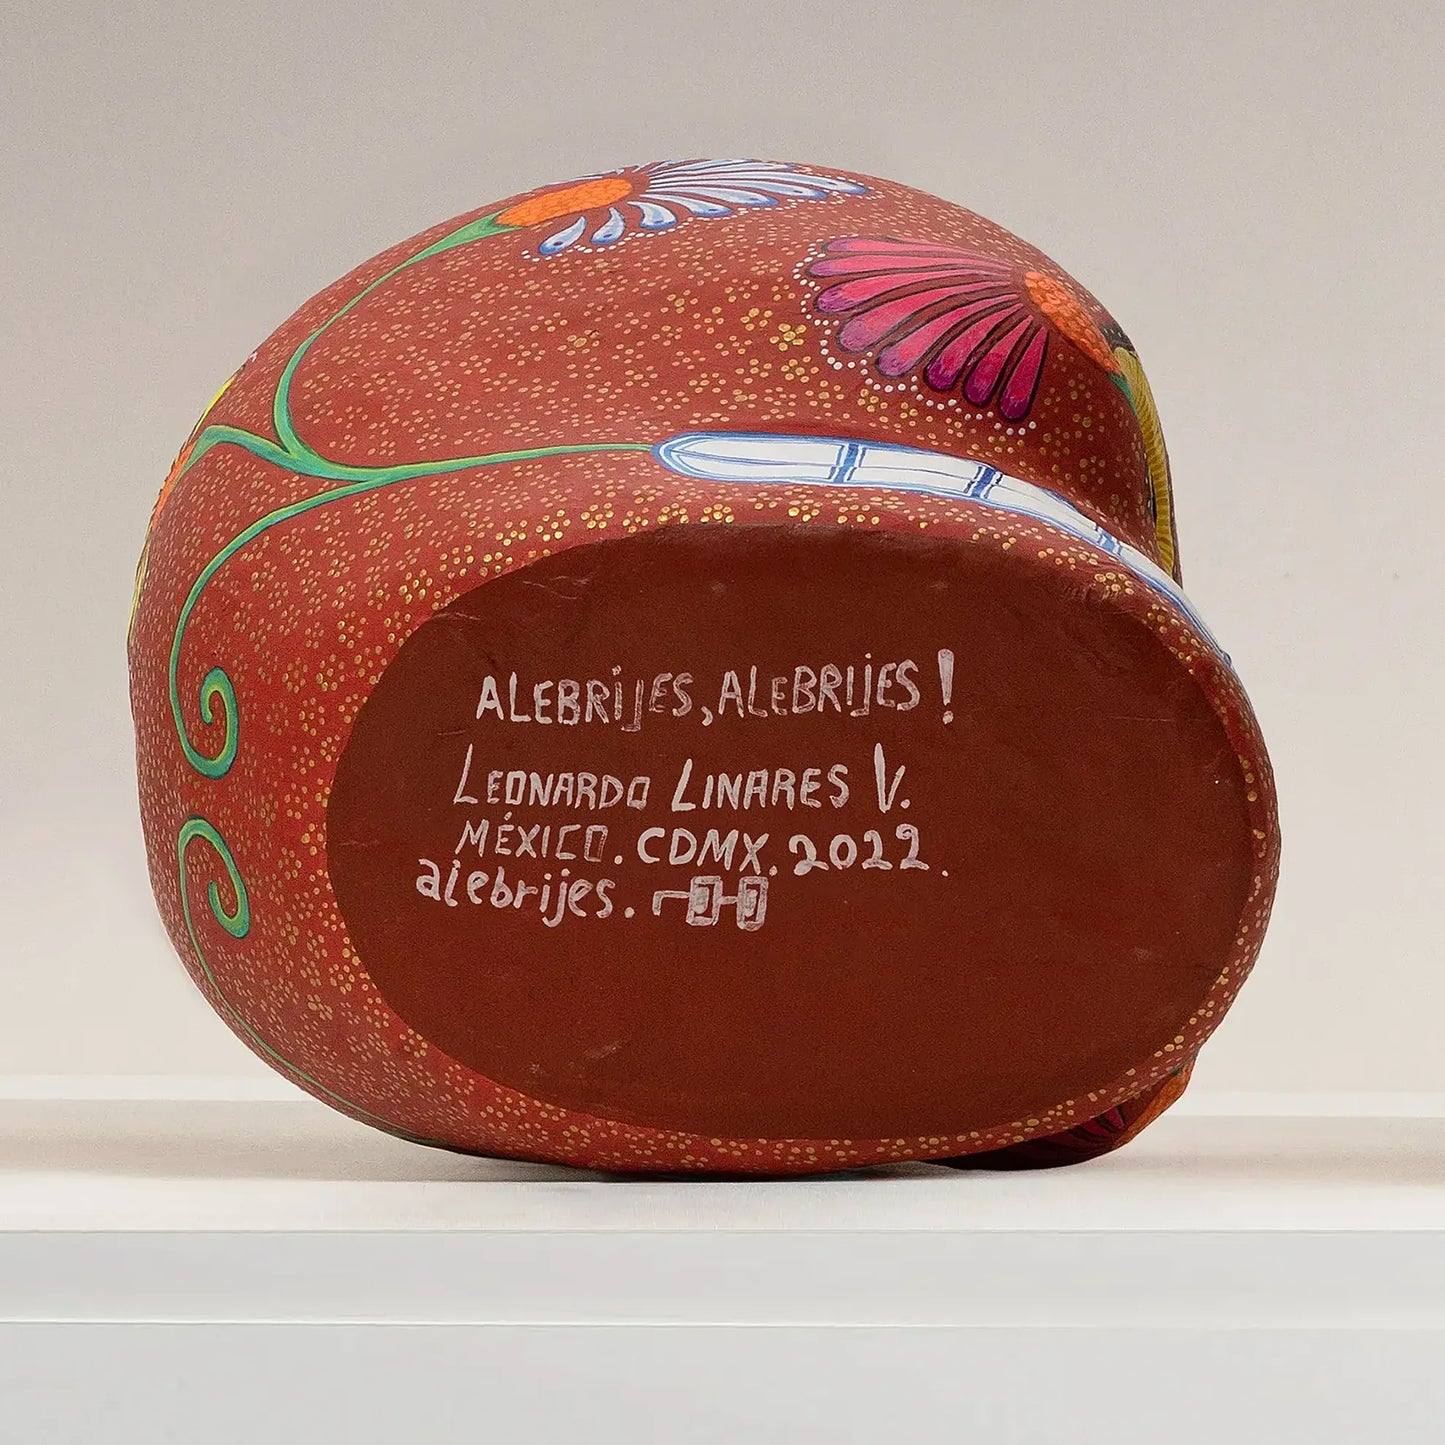 ALEBRIJES, ALEBRIJES!
LEONARDO LINARES V.
MÉXICO. CDMX. 2022.
alebrijes.